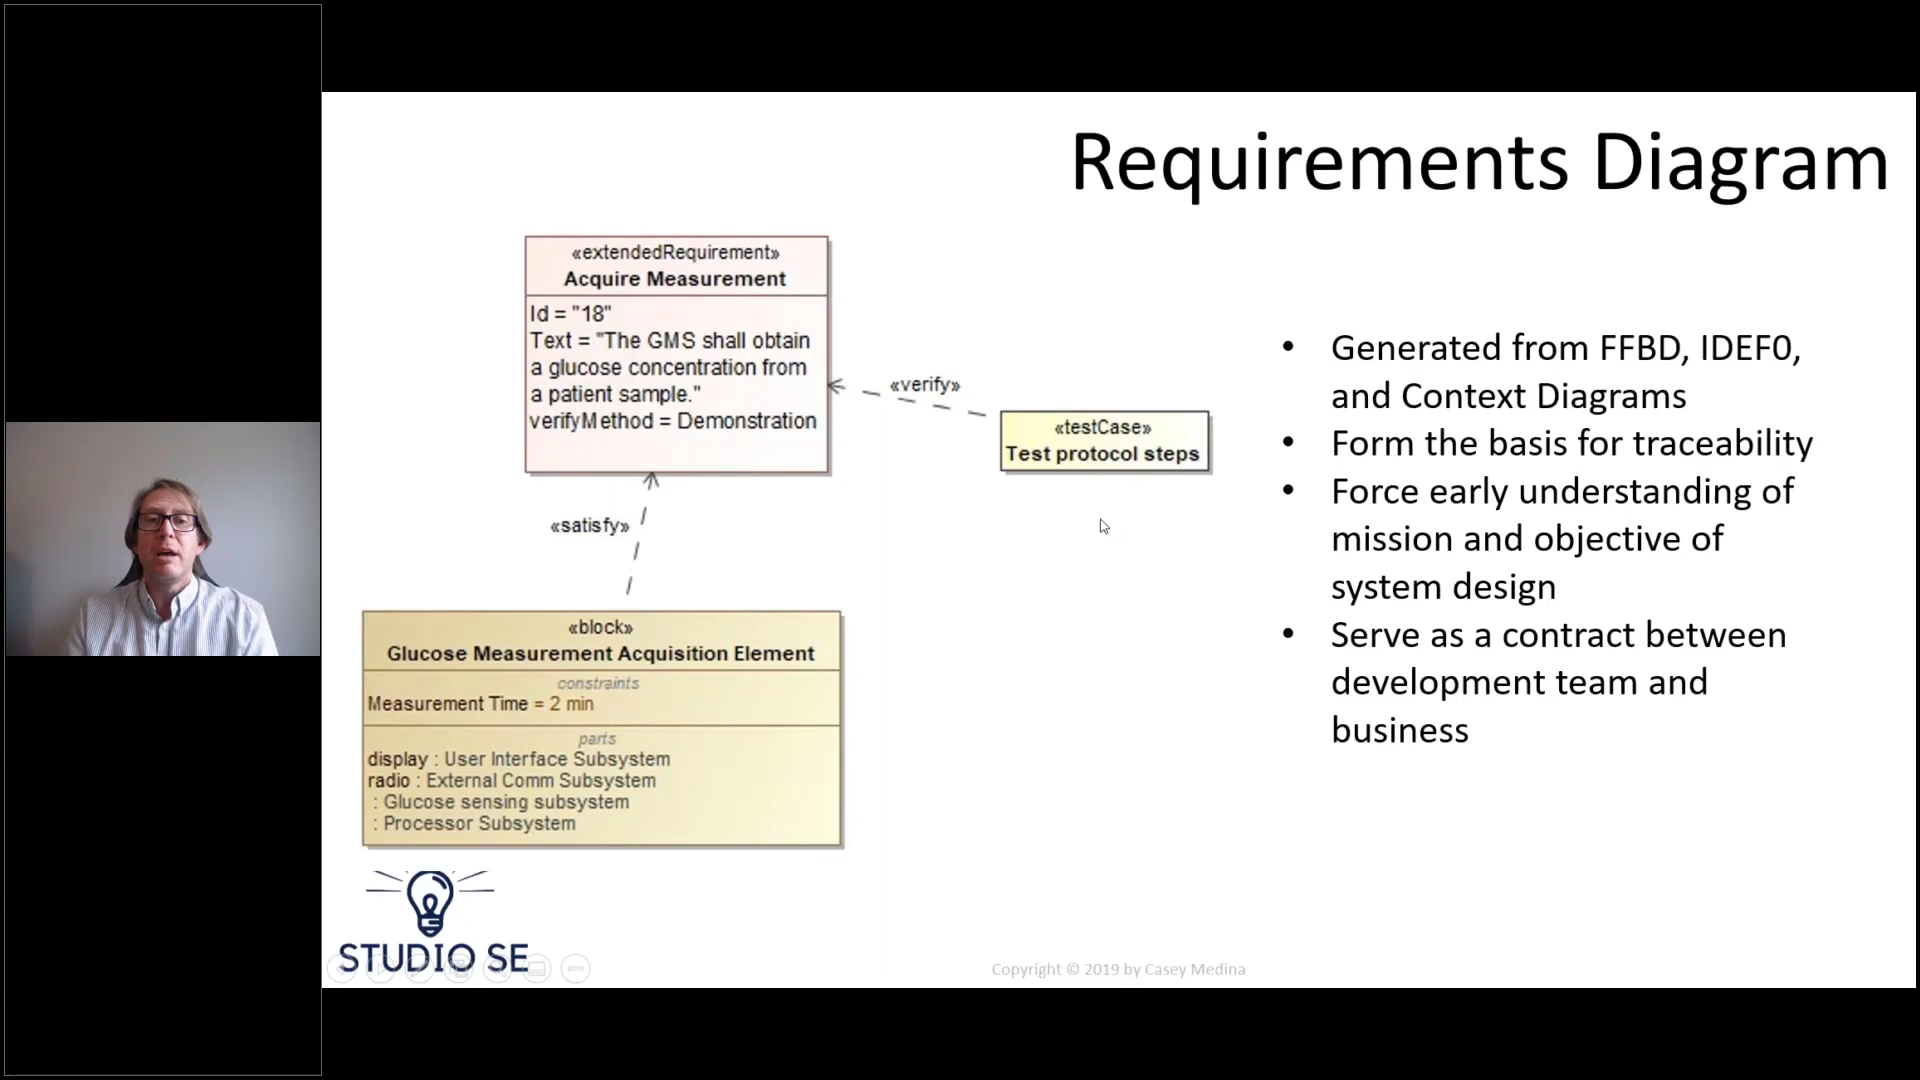 Requirements Diagram
«extendedRequirement»
Acquire Measurement
Id = "18"
Text = "The GMS shall obtain
a glucose concentration from
a patient sample."
verifyMethod = Demonstration
«verify»
«testCase»
Test protocol steps
«satisfy»
«block»
Glucose Measurement Acquisition Element
constraints
Measurement Time = 2 min
parts
display : User Interface Subsystem
radio : External Comm Subsystem
: Glucose sensing subsystem
: Processor Subsystem
• Generated from FFBD, IDEF0,
and Context Diagrams
• Form the basis for traceability
• Force early understanding of
mission and objective of
system design
• Serve as a contract between
development team and
business
STUDIO SE
Copyright © 2019 by Casey Medina